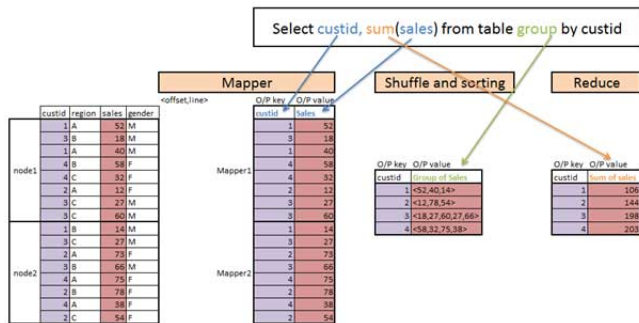 Select custid, sum(sales) from table group by custid
Mapper Shuffle and sorting Reduce
<offset,line> O/P key O/P value
custid region sales gender custid Sales
1 A 52 M 1 52
3 B 18 M 3 18
1 A 40 M 1 40
node1 4 B 58 F Mapper1 4 58 O/P key O/P value O/P key O/P value
4 C 32 F 4 32 custid Group of Sales custid Sum of sales
2 A 12 F 2 12 1 <52,40,14> 1 106
3 C 27 M 3 27 2 <12,78,54> 2 144
3 C 60 M 3 60 3 <18,27,60,27,66> 3 198
1 B 14 M 1 14 4 <58,32,75,38> 4 203
3 C 27 M 3 27
2 A 73 F 2 73
node2 3 B 66 M Mapper2 3 66
4 A 75 F 4 75
2 B 78 F 2 78
4 A 38 F 4 38
2 C 54 F 2 54